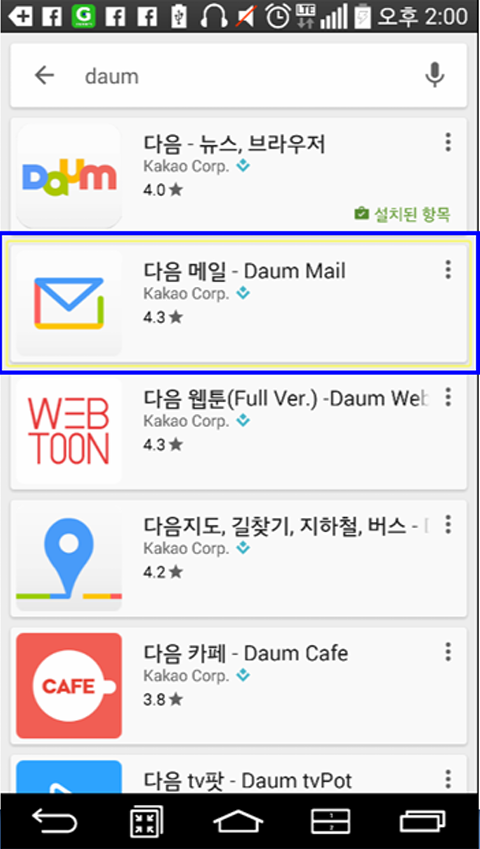 LTE
오후 2:00
daum
Daum
다음 - 뉴스, 브라우저
Kakao Corp.
4.0★
설치된 항목
다음 메일 - Daum Mail
Kakao Corp.
4.3★
WEB
TOON
다음 웹툰(Full Ver.) -Daum Web
Kakao Corp.
4.3★
다음지도, 길찾기, 지하철, 버스 -
Kakao Corp.
4.2★
CAFE
다음 카페 - Daum Cafe
Kakao Corp.
3.8★
다음 tv팟 - Daum tvPot